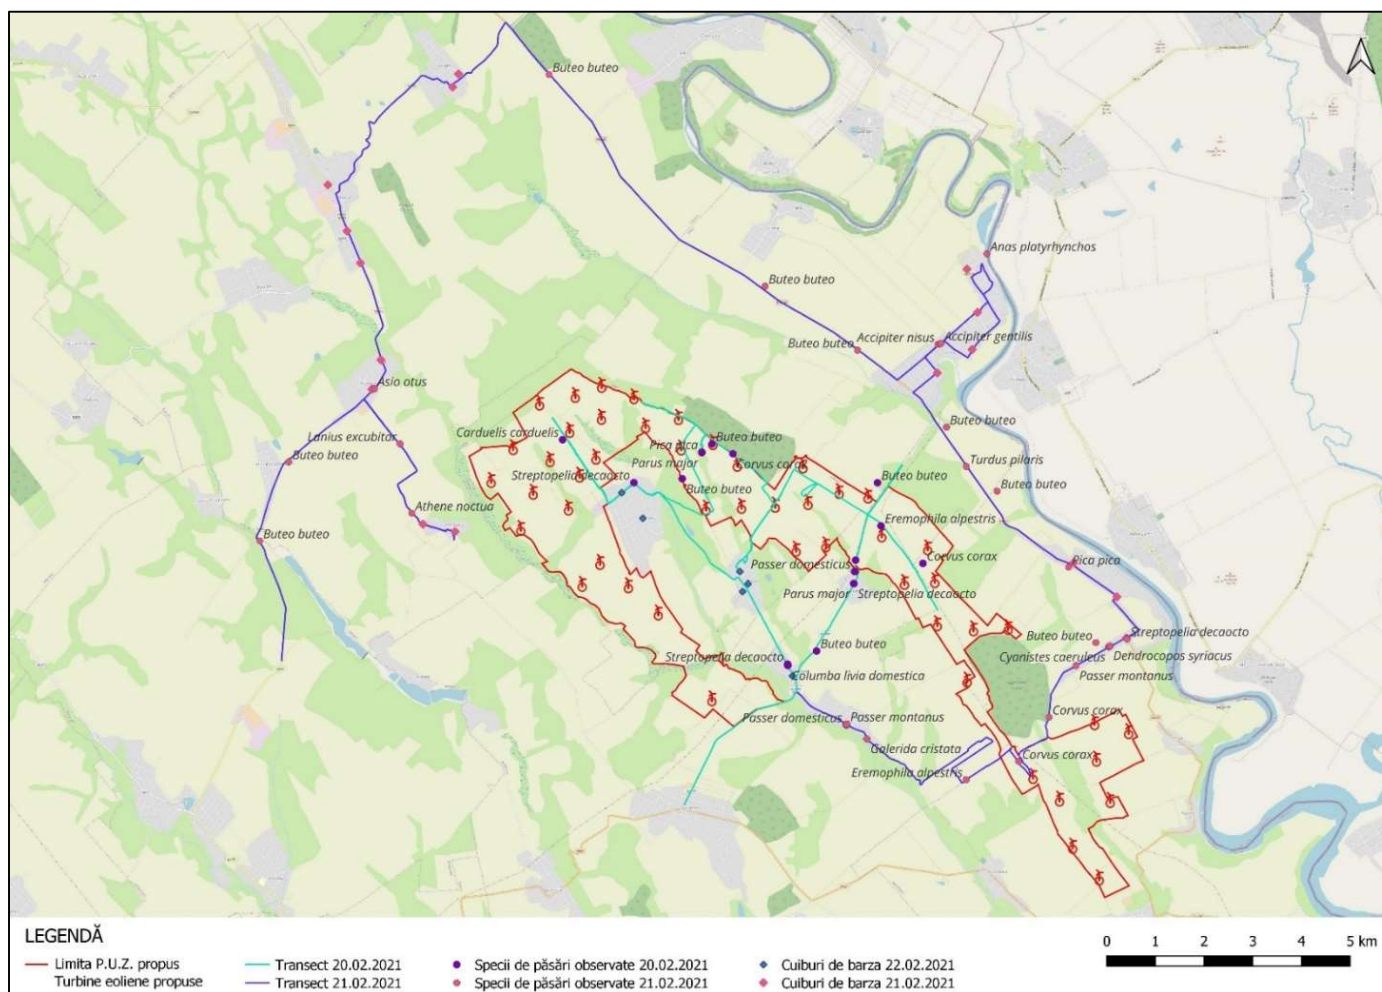 Buteo buteo
Anas platyrhynchos
Buteo buteo
Buteo buteo
Accipiter nisus
Accipiter gentilis
Asio otus
Buteo buteo
Carduelis carduelis
Lanius excubitor
Pica pica
Buteo buteo
Buteo buteo
Parus major
Corvus corax
Turdus pilaris
Streptopelia decaocto
Buteo buteo
Buteo buteo
Buteo buteo
Athene noctua
Eremophila alpestris
Buteo buteo
Passer domesticus
Corvus corax
Pica pica
Parus major
Streptopelia decaocto
Buteo buteo
Buteo buteo
Streptopelia decaocto
Streptopelia decaocto
Cyanistes caeruleus
Dendrocopos syriacus
Columba livia domestica
Passer montanus
Passer domesticus
Passer montanus
Corvus corax
Galerida cristata
Corvus corax
Eremophila alpestris
LEGENDĂ
Limita P.U.Z. propus
Transect 20.02.2021
Specii de păsări observate 20.02.2021
Cuiburi de barza 22.02.2021
Turbine eoliene propuse
Transect 21.02.2021
Specii de păsări observate 21.02.2021
Cuiburi de barza 21.02.2021
0 1 2 3 4 5 km